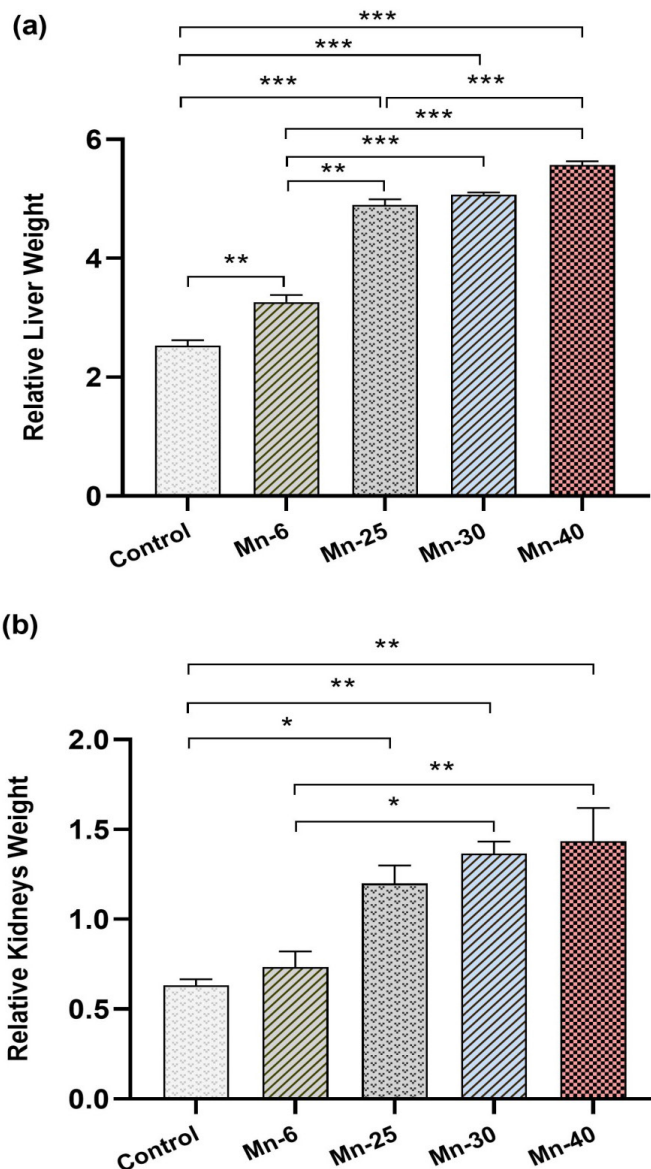 (a)
***
***
***
***
***
***
**
**
Relative Liver Weight
6
4
2
0
Control
Mn-6
Mn-25
Mn-30
Mn-40
(b)
**
**
*
**
*
Relative Kidneys Weight
2.0
1.5
1.0
0.5
0.0
Control
Mn-6
Mn-25
Mn-30
Mn-40